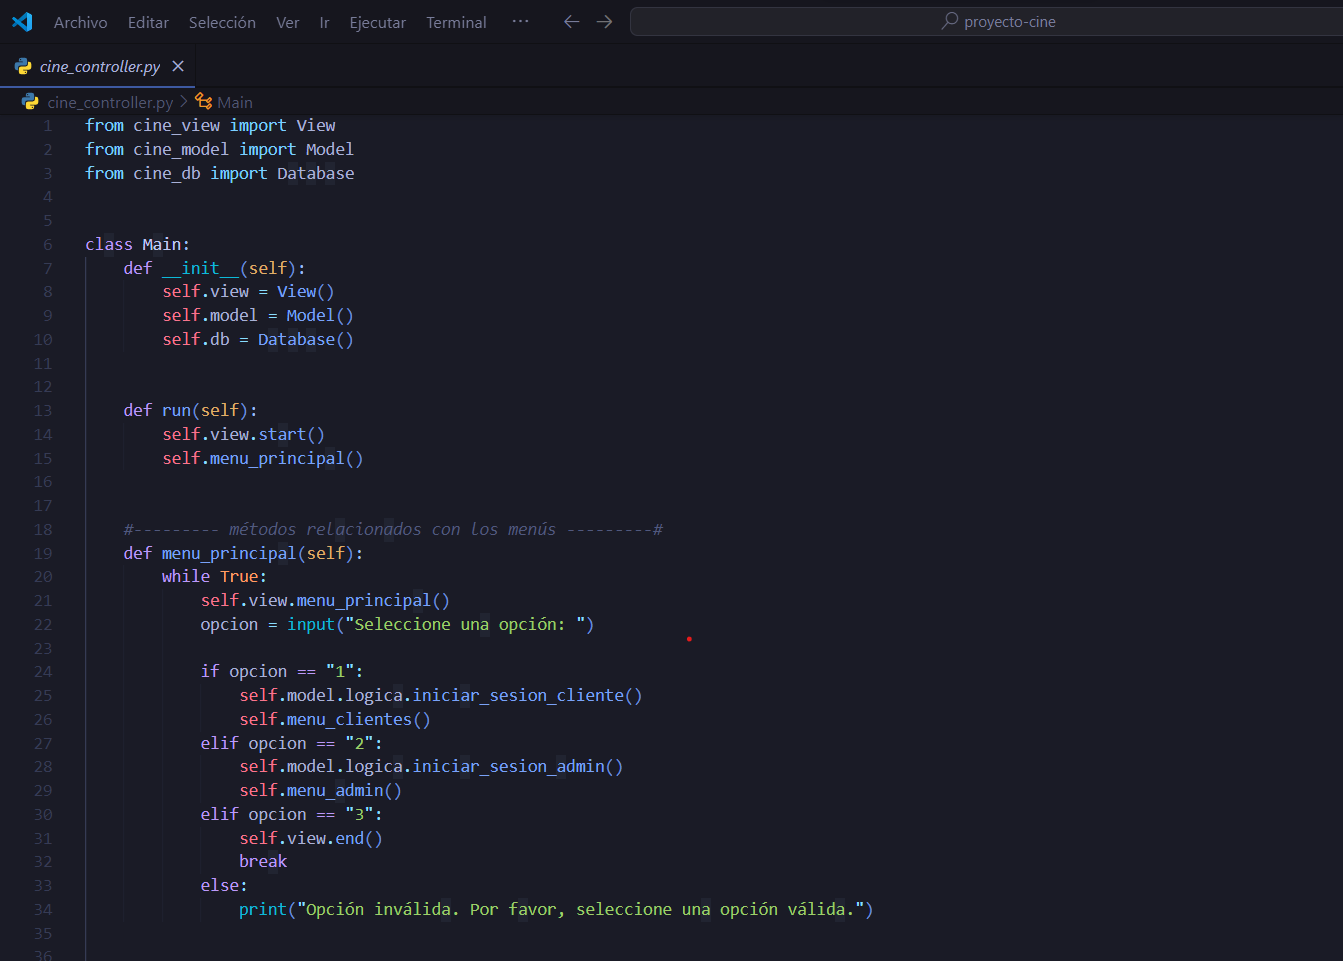 Archivo Editar Selección Ver Ir Ejecutar Terminal ··· proyecto-cine
cine_controller.py
cine_controller.py > Main
1 from cine_view import View
2 from cine_model import Model
3 from cine_db import Database
4
5
6 class Main:
7     def __init__(self):
8         self.view = View()
9         self.model = Model()
10         self.db = Database()
11
12
13     def run(self):
14         self.view.start()
15         self.menu_principal()
16
17
18     #--------- métodos relacionados con los menús ---------#
19     def menu_principal(self):
20         while True:
21             self.view.menu_principal()
22             opcion = input("Seleccione una opción: ")
23
24             if opcion == "1":
25                 self.model.logica.iniciar_sesion_cliente()
26                 self.menu_clientes()
27             elif opcion == "2":
28                 self.model.logica.iniciar_sesion_admin()
29                 self.menu_admin()
30             elif opcion == "3":
31                 self.view.end()
32                 break
33             else:
34                 print("Opción inválida. Por favor, seleccione una opción válida.")
35
36